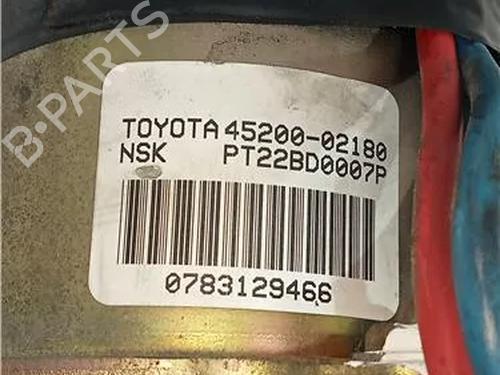 B-PARTS
TOYOTA 45200-02180
NSK PT22BD0007P
0783129466